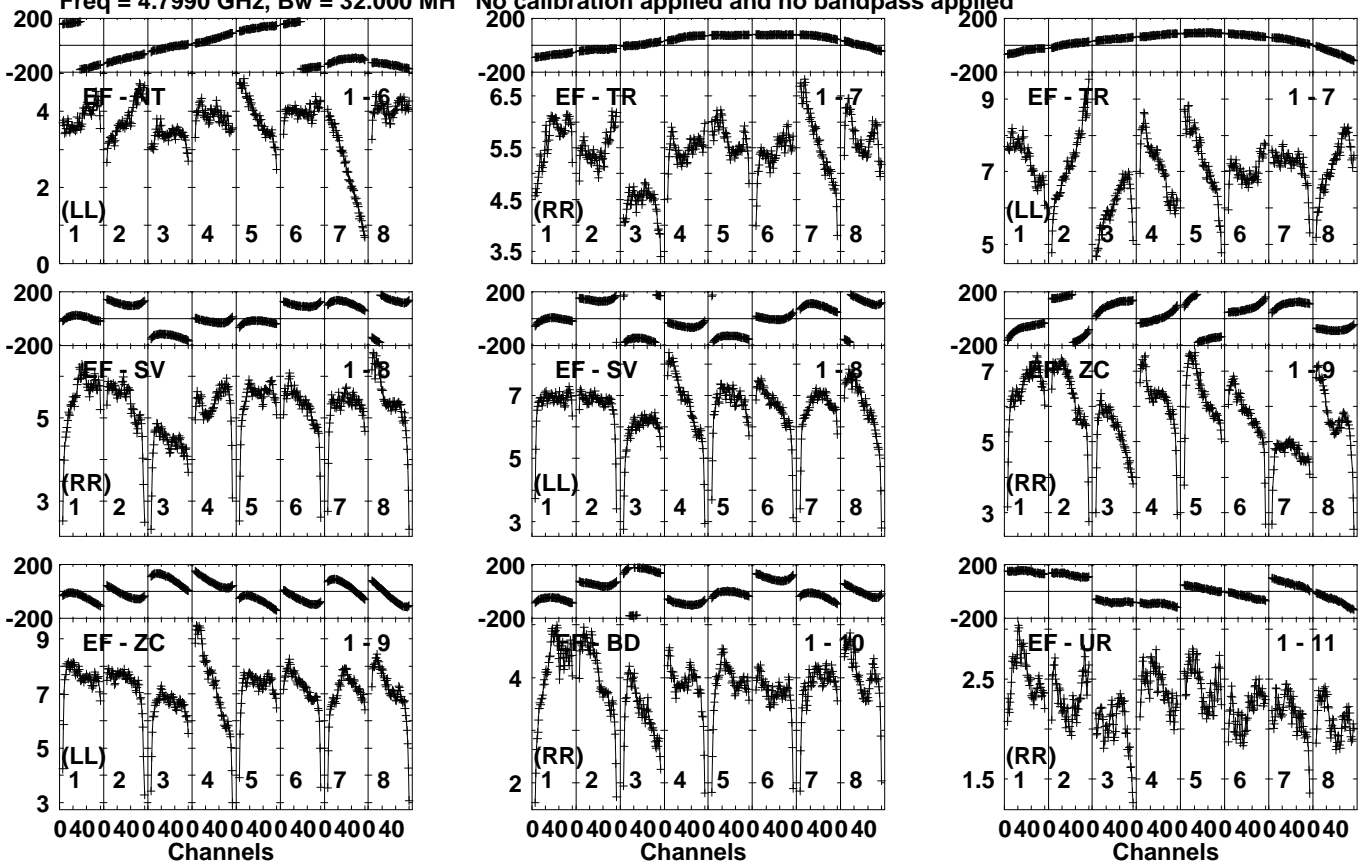 Freq = 4.7990 GHz, Bw = 32.000 MH No calibration applied and no bandpass applied
200 200 200
-200 -200 -200
EF - NT 1 - 6 EF - TR 1 - 7 EF - TR 1 - 7
4 2 0 6.5 5.5 4.5 3.5 9 7 5
(LL) (RR) (LL)
1 2 3 4 5 6 7 8 1 2 3 4 5 6 7 8 1 2 3 4 5 6 7 8
200 200 200
-200 -200 -200
EF - SV 1 - 8 EF - SV 1 - 8 EF - ZC 1 - 9
5 3 7 5 3 7 5 3
(RR) (LL) (RR)
1 2 3 4 5 6 7 8 1 2 3 4 5 6 7 8 1 2 3 4 5 6 7 8
200 200 200
-200 -200 -200
EF - ZC 1 - 9 EF - BD 1 - 10 EF - UR 1 - 11
9 7 5 3 4 2 2.5 1.5
(LL) (RR) (RR)
1 2 3 4 5 6 7 8 1 2 3 4 5 6 7 8 1 2 3 4 5 6 7 8
0 40 0 40 0 40 0 40 0 40 0 40 0 40 0 40 0 40 0 40 0 40 0 40 0 40 0 40 0 40 0 40 0 40 0 40 0 40 0 40 0 40 0 40 0 40 0 40
Channels Channels Channels